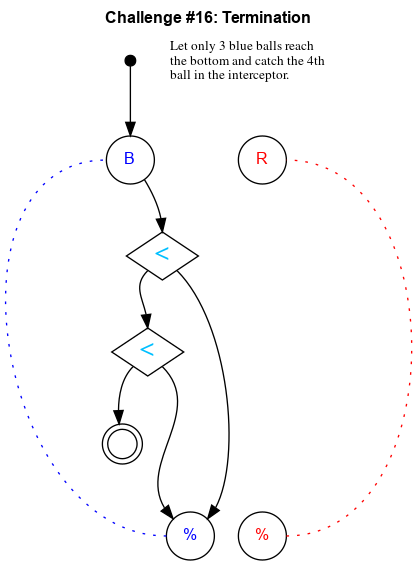 Challenge #16: Termination
Let only 3 blue balls reach
the bottom and catch the 4th
ball in the interceptor.
B R
<
<
% %